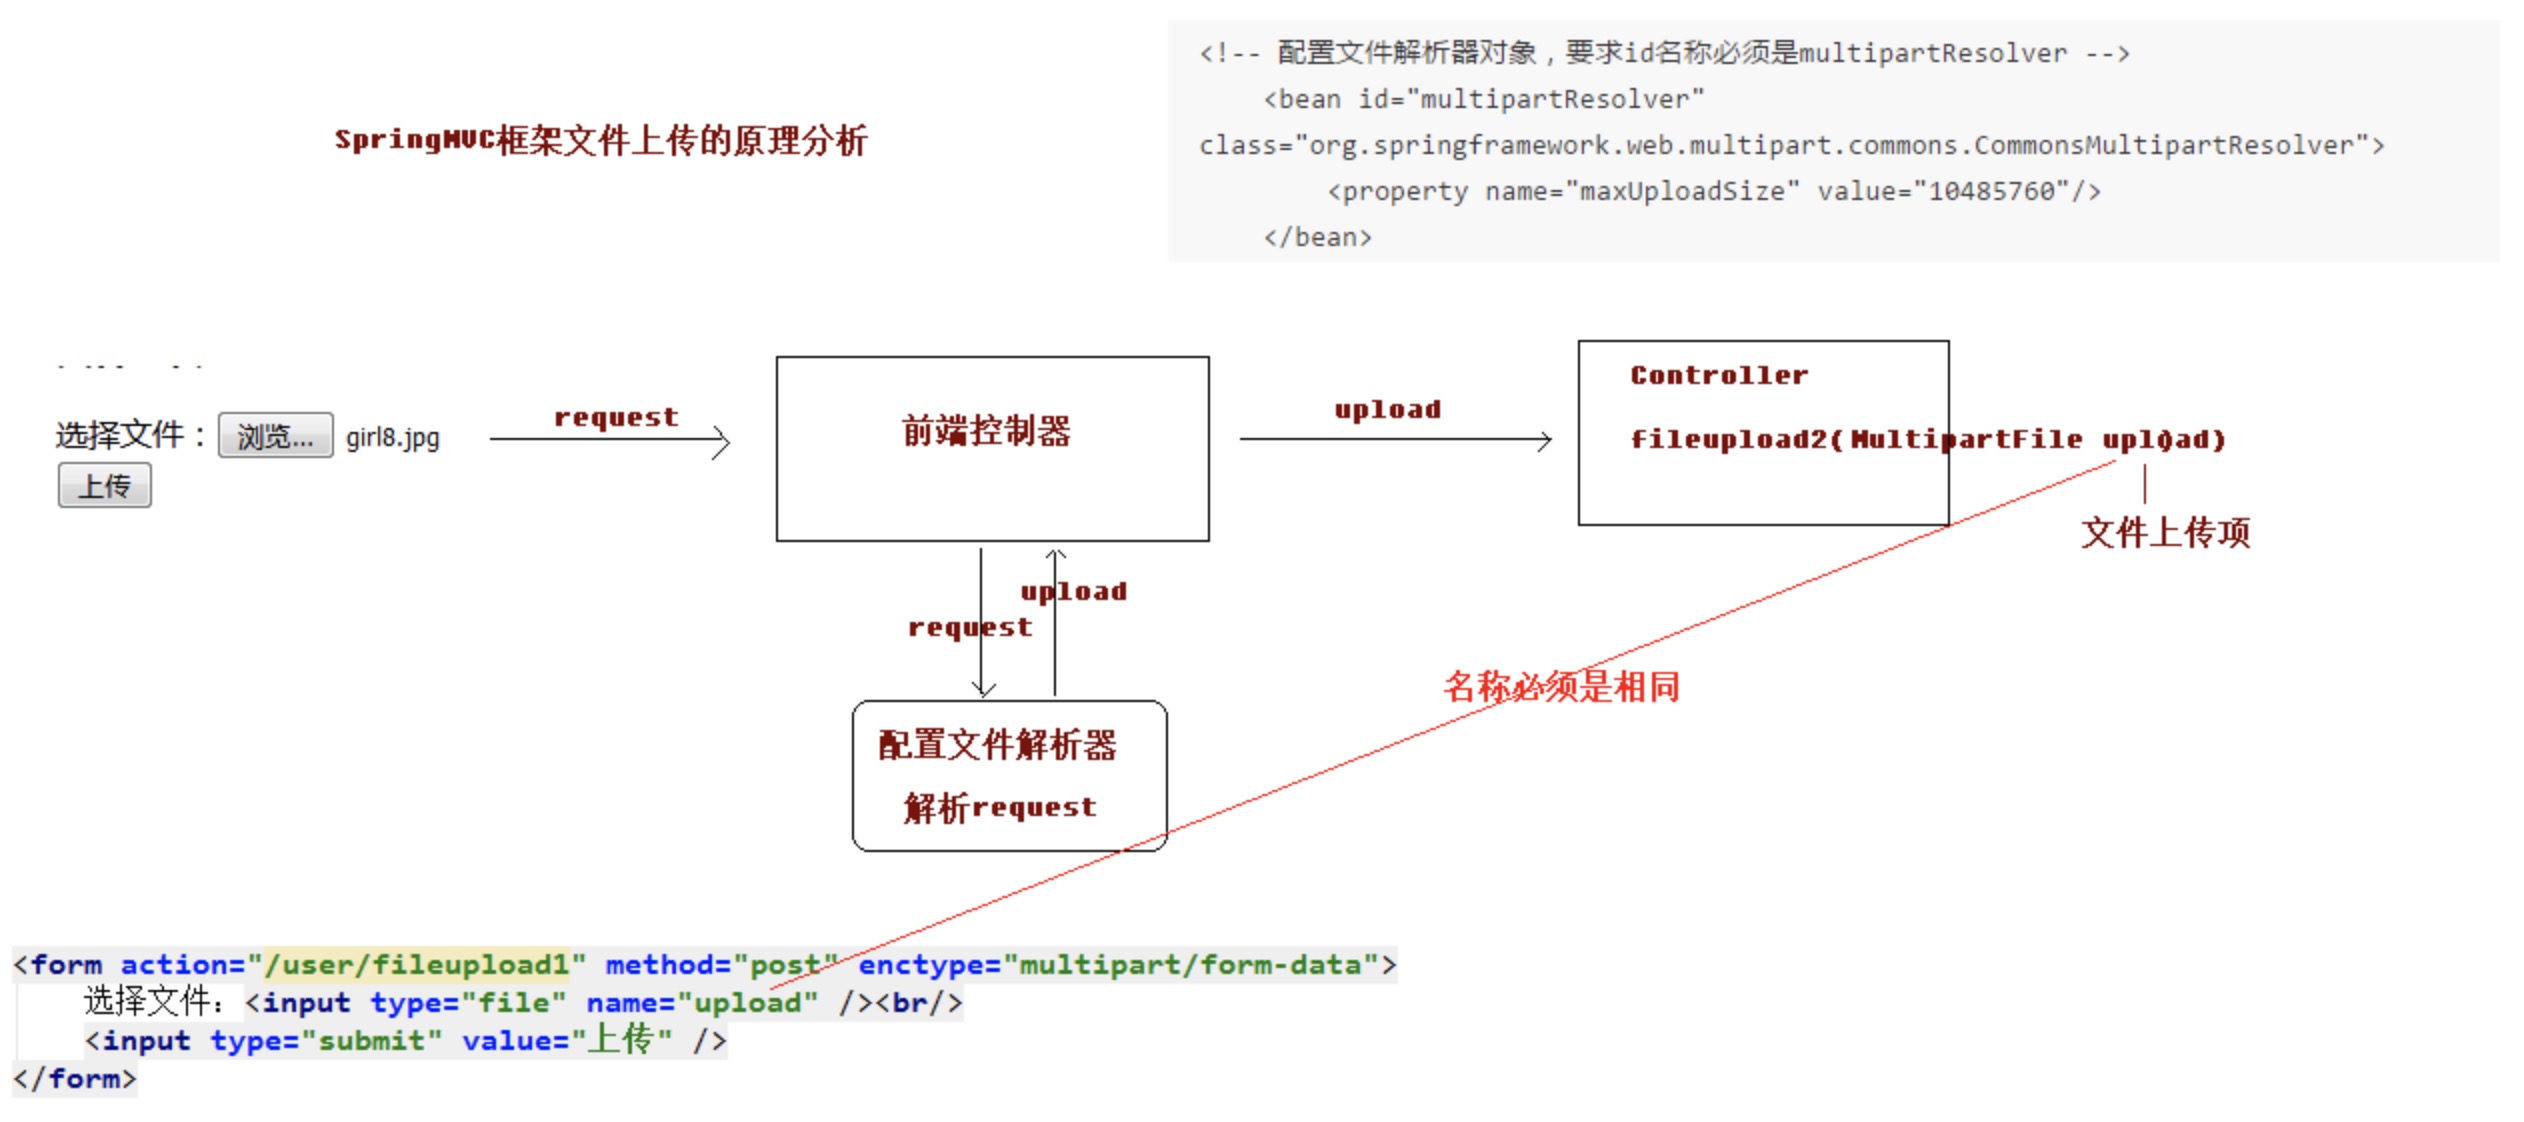 SpringMVC框架文件上传的原理分析
<!-- 配置文件解析器对象，要求id名称必须是multipartResolver -->
<bean id="multipartResolver"
class="org.springframework.web.multipart.commons.CommonsMultipartResolver">
<property name="maxUploadSize" value="10485760"/>
</bean>
选择文件：浏览... girl8.jpg
上传
request
前端控制器
upload
Controller
fileupload2(MultipartFile upload)
文件上传项
upload
request
名称必须是相同
配置文件解析器
解析request
<form action="/user/fileupload1" method="post" enctype="multipart/form-data">
选择文件：<input type="file" name="upload" /><br/>
<input type="submit" value="上传" />
</form>